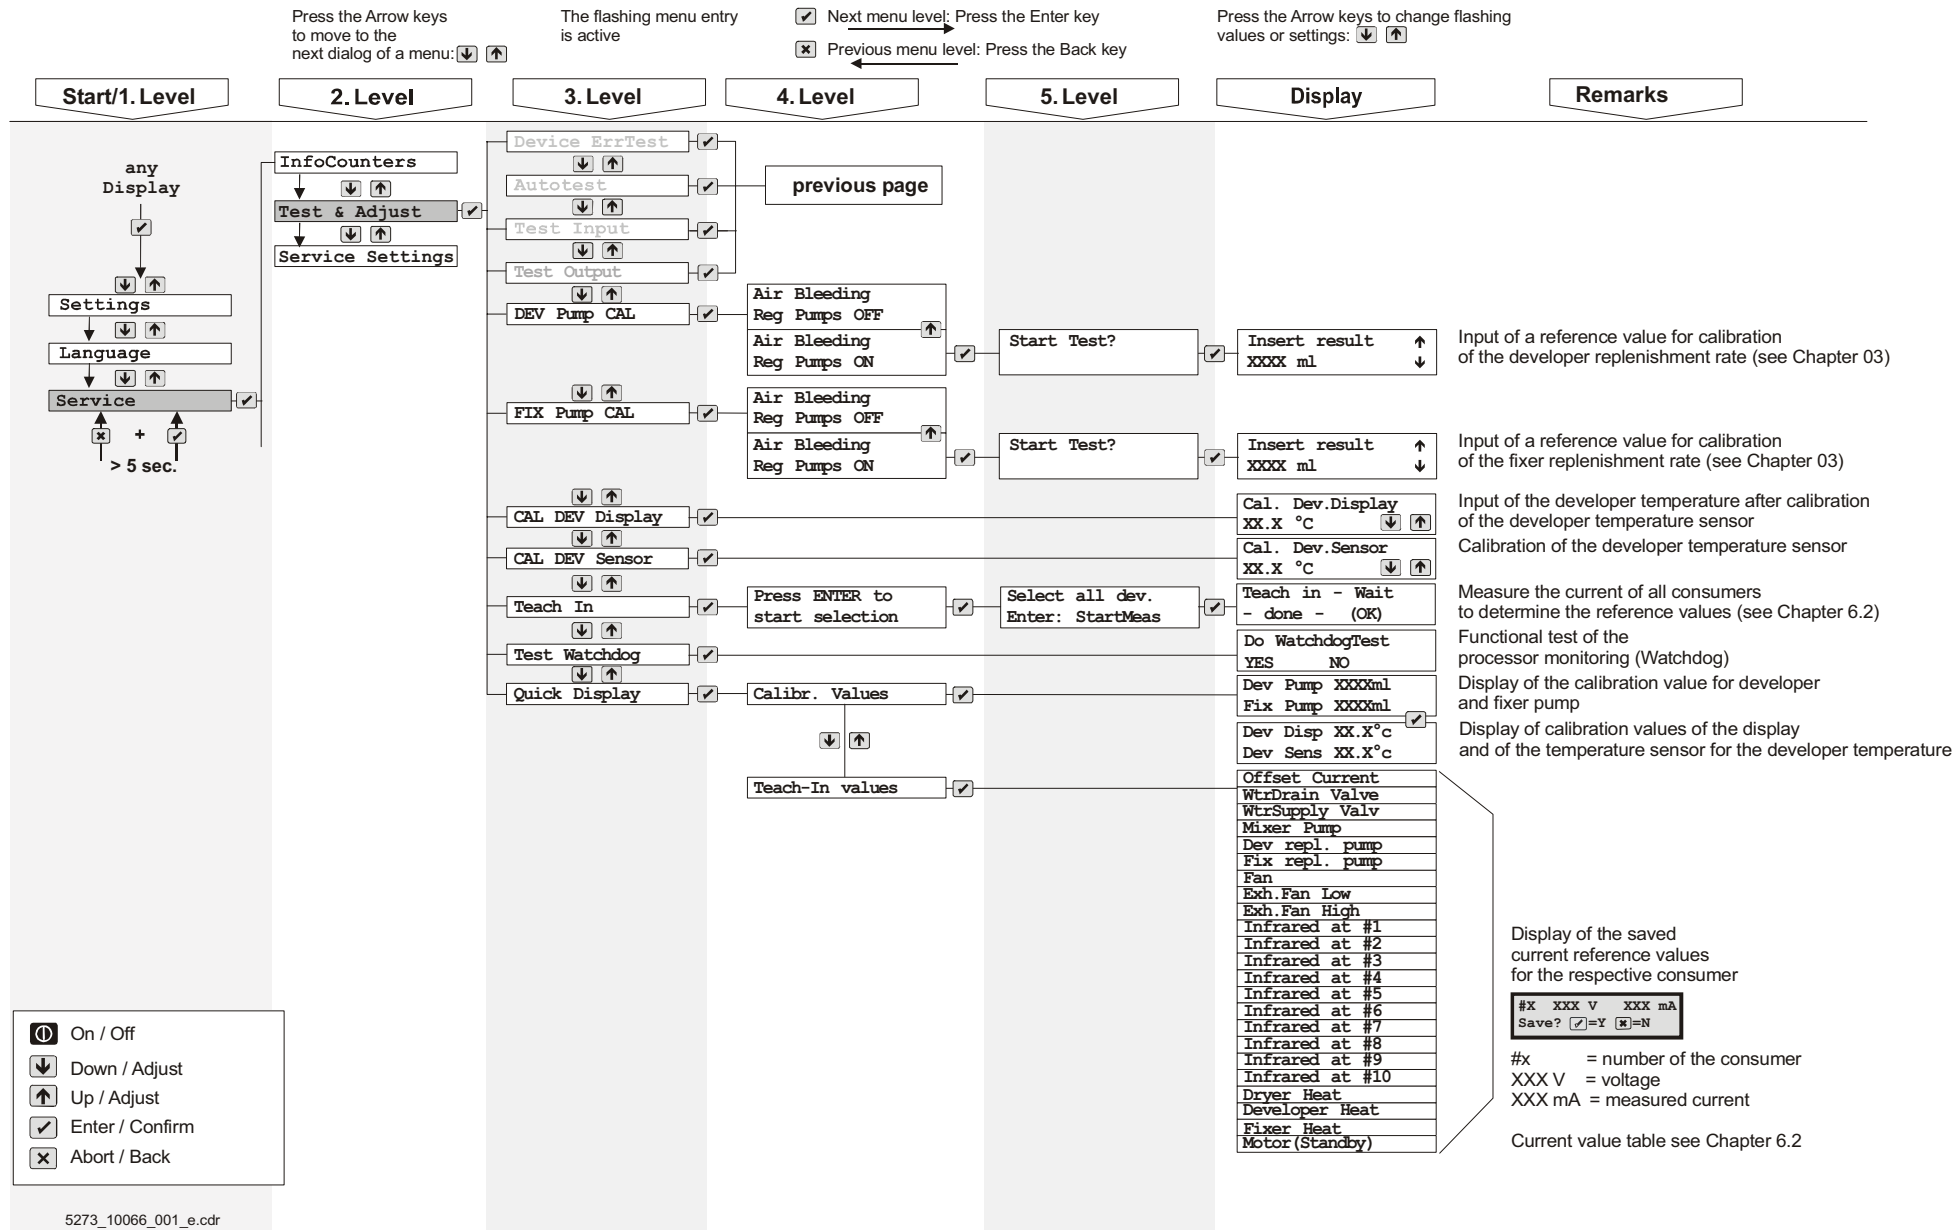 Press the Arrow keys
to move to the
next dialog of a menu:
The flashing menu entry
is active
Next menu level: Press the Enter key
Previous menu level: Press the Back key
Press the Arrow keys to change flashing
values or settings:
Start/1. Level
2. Level
3. Level
4. Level
5. Level
Display
Remarks
any
Display
Settings
Language
Service
+
> 5 sec.
InfoCounters
Test & Adjust
Service Settings
Device ErrTest
Autotest
Test Input
Test Output
previous page
DEV Pump CAL
Air Bleeding
Reg Pumps OFF
Air Bleeding
Reg Pumps ON
Start Test?
Insert result
XXXX ml
Input of a reference value for calibration
of the developer replenishment rate (see Chapter 03)
FIX Pump CAL
Air Bleeding
Reg Pumps OFF
Air Bleeding
Reg Pumps ON
Start Test?
Insert result
XXXX ml
Input of a reference value for calibration
of the fixer replenishment rate (see Chapter 03)
CAL DEV Display
Cal. Dev.Display
XX.X °C
Input of the developer temperature after calibration
of the developer temperature sensor
CAL DEV Sensor
Cal. Dev.Sensor
XX.X °C
Calibration of the developer temperature sensor
Teach In
Press ENTER to
start selection
Select all dev.
Enter: StartMeas
Teach in - Wait
- done - (OK)
Measure the current of all consumers
to determine the reference values (see Chapter 6.2)
Test Watchdog
Do WatchdogTest
YES NO
Functional test of the
processor monitoring (Watchdog)
Quick Display
Calibr. Values
Dev Pump XXXXml
Fix Pump XXXXml
Display of the calibration value for developer
and fixer pump
Dev Disp XX.X°c
Dev Sens XX.X°c
Display of calibration values of the display
and of the temperature sensor for the developer temperature
Teach-In values
Offset Current
WtrDrain Valve
WtrSupply Valv
Mixer Pump
Dev repl. pump
Fix repl. pump
Fan
Exh.Fan Low
Exh.Fan High
Infrared at #1
Infrared at #2
Infrared at #3
Infrared at #4
Infrared at #5
Infrared at #6
Infrared at #7
Infrared at #8
Infrared at #9
Infrared at #10
Dryer Heat
Developer Heat
Fixer Heat
Motor(Standby)
Display of the saved
current reference values
for the respective consumer
#X XXX V XXX mA
Save? =Y =N
#x = number of the consumer
XXX V = voltage
XXX mA = measured current
Current value table see Chapter 6.2
On / Off
Down / Adjust
Up / Adjust
Enter / Confirm
Abort / Back
5273_10066_001_e.cdr